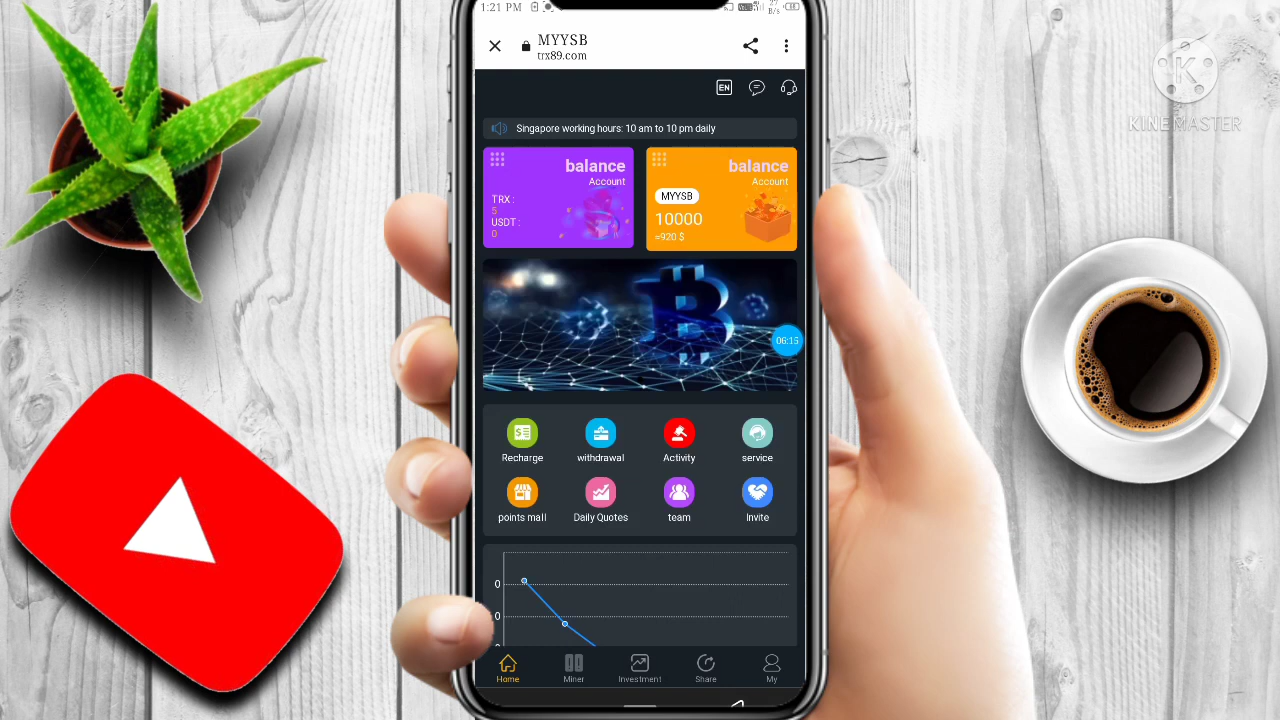 1:21 PM
27
B/s
MYYSB
trx89.com
EN
Singapore working hours: 10 am to 10 pm daily
balance
Account
TRX :
5
USDT :
0
balance
Account
MYYSB
10000
≈920 $
06:15
Recharge
withdrawal
Activity
service
points mall
Daily Quotes
team
Invite
0
0
Home
Miner
Investment
Share
My
K
KINEMASTER